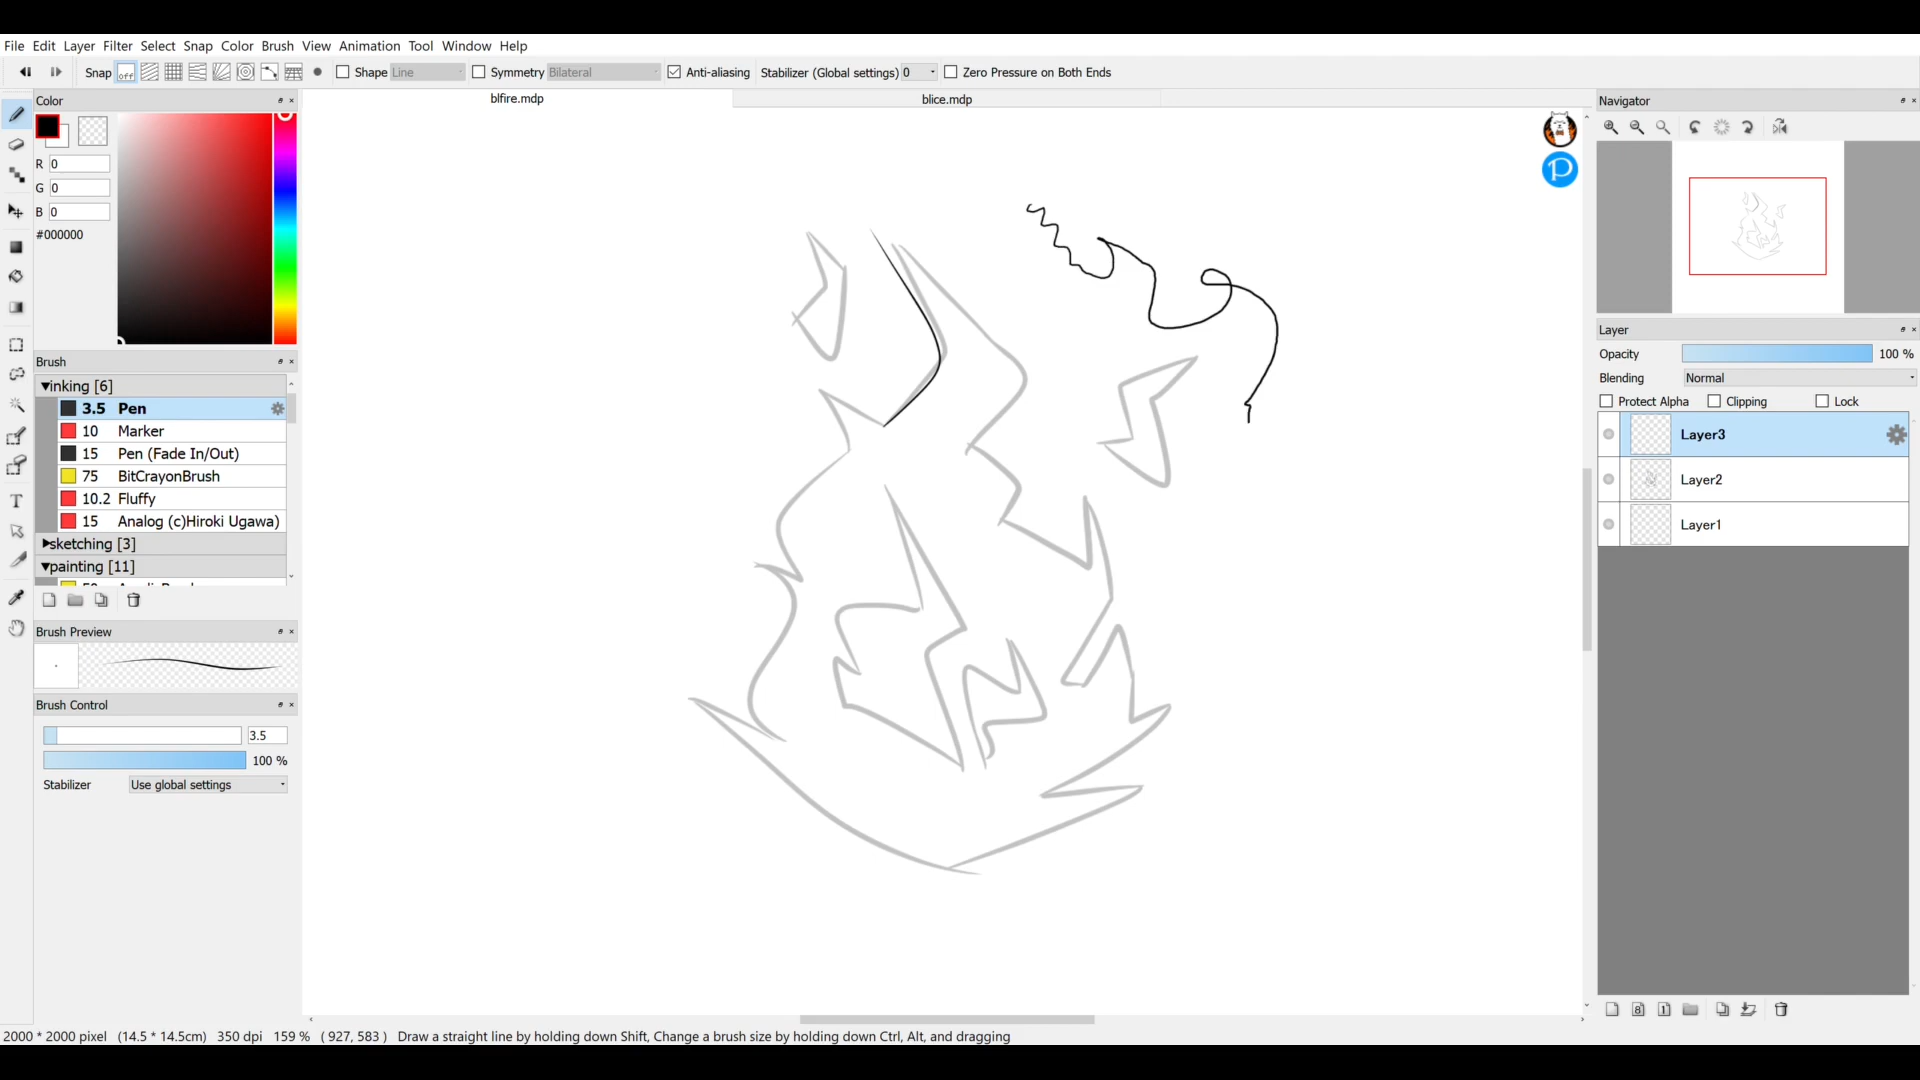 File Edit Layer Filter Select Snap Color Brush View Animation Tool Window Help
Snap off Shape Line Symmetry Bilateral Anti-aliasing Stabilizer (Global settings) 0 Zero Pressure on Both Ends
Color
blfire.mdp
blice.mdp
Navigator
R 0
G 0
B 0
#000000
P
Layer
Opacity 100 %
Blending Normal
Protect Alpha Clipping Lock
Layer3
Layer2
Layer1
Brush
inking [6]
3.5 Pen
10 Marker
15 Pen (Fade In/Out)
75 BitCrayonBrush
10.2 Fluffy
15 Analog (c)Hiroki Ugawa)
sketching [3]
painting [11]
T
Brush Preview
Brush Control
3.5
100 %
Stabilizer Use global settings
8 1
2000 * 2000 pixel (14.5 * 14.5cm) 350 dpi 159 % ( 927, 583 ) Draw a straight line by holding down Shift, Change a brush size by holding down Ctrl, Alt, and dragging